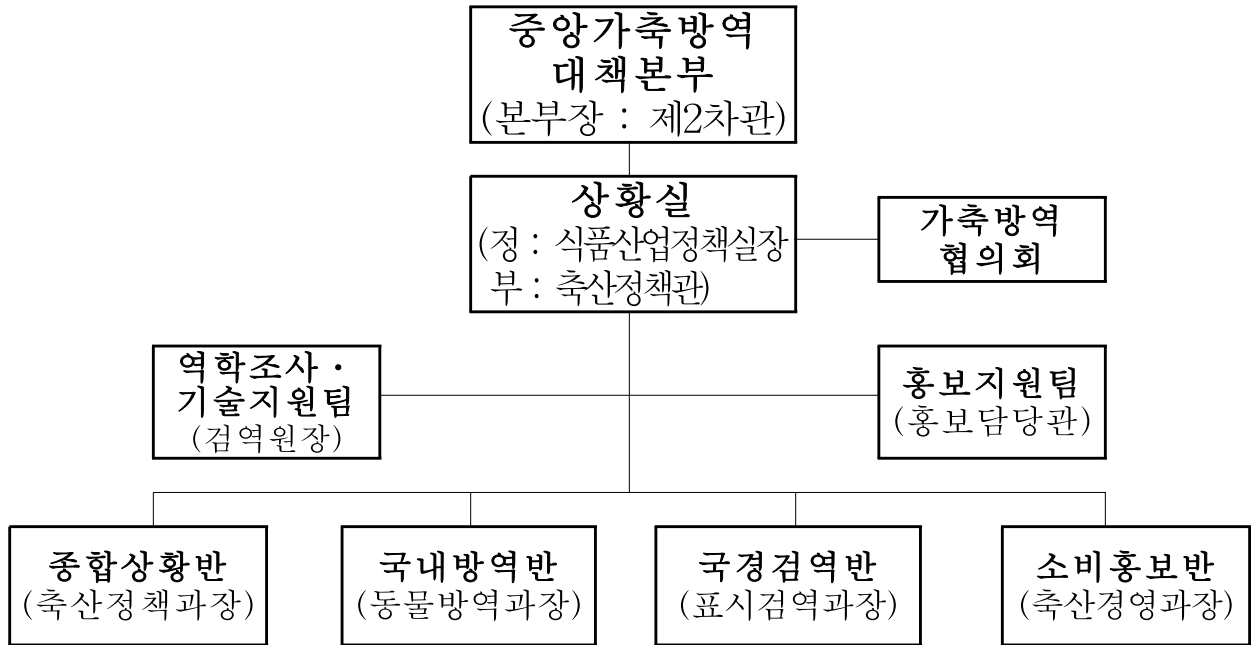 중앙가축방역
대책본부
(본부장 : 제2차관)
상황실
(정 : 식품산업정책실장
부 : 축산정책관)
가축방역
협의회
역학조사·
기술지원팀
(검역원장)
홍보지원팀
(홍보담당관)
종합상황반
(축산정책과장)
국내방역반
(동물방역과장)
국경검역반
(표시검역과장)
소비홍보반
(축산경영과장)